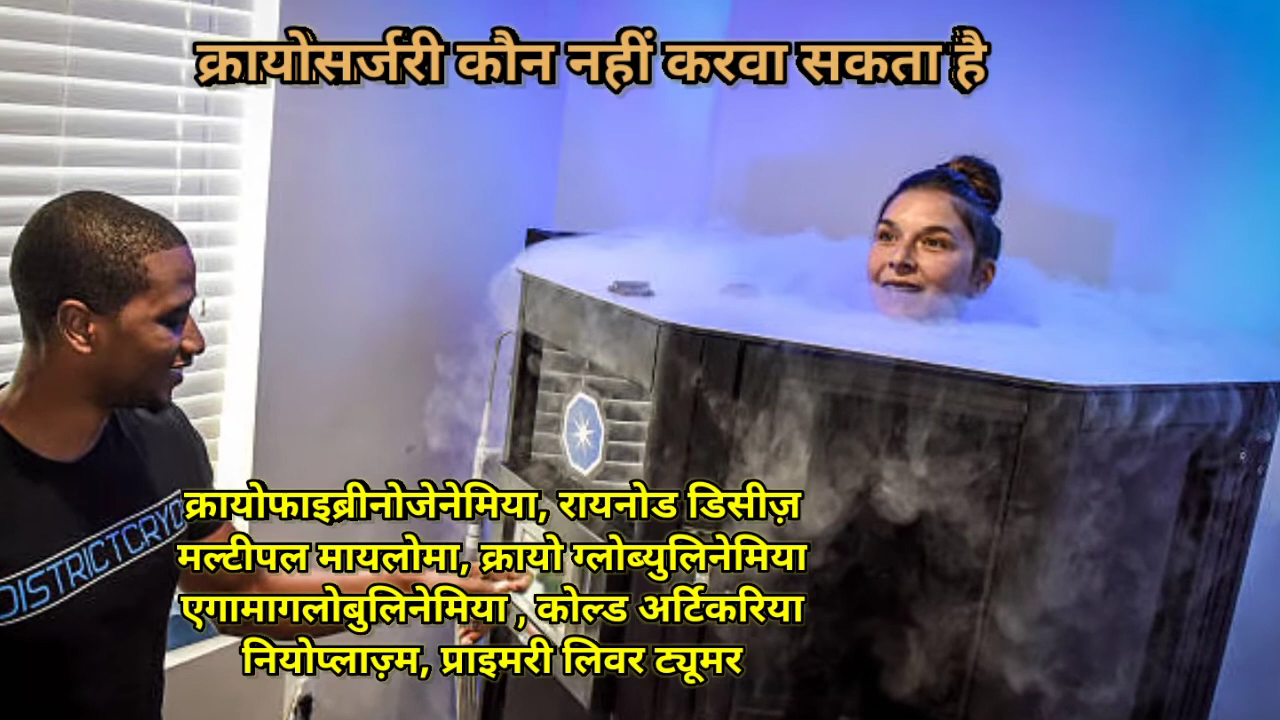 क्रायोसर्जरी कौन नहीं करवा सकता है
क्रायोफाइब्रीनोजेनेमिया, रायनोड डिसीज़
मल्टीपल मायलोमा, क्रायो ग्लोब्युलिनेमिया
एगामागलोबुलिनेमिया , कोल्ड अर्टिकरिया
नियोप्लाज़्म, प्राइमरी लिवर ट्यूमर
DISTRICTCRYO